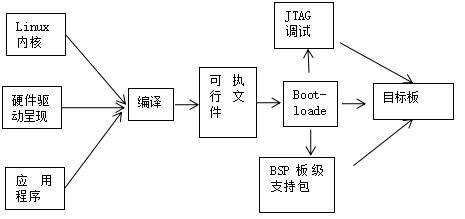 Linux
内核
硬件驱
动呈现
应 用
程序
编译
可 执
行 文
件
Boot-
loade
JTAG
调试
BSP 板级
支持包
目标板